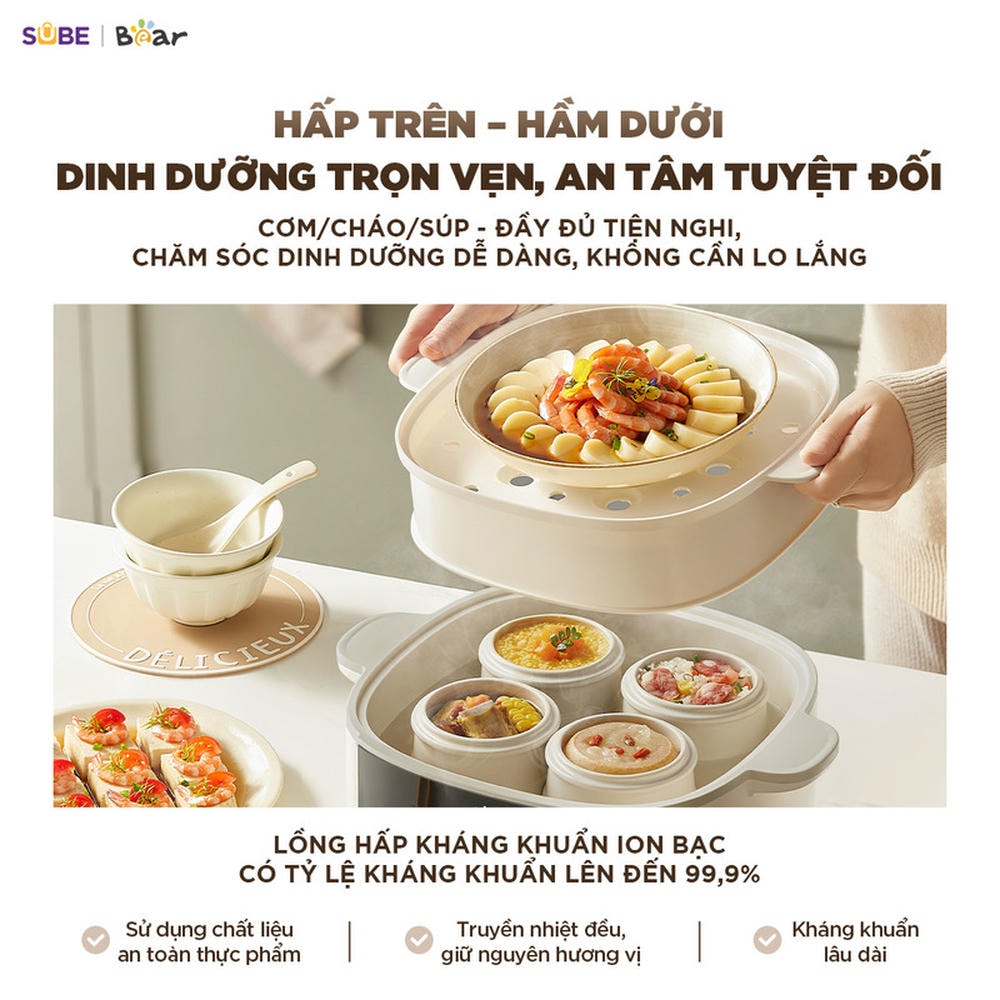 SUBE | Bear
HẤP TRÊN – HẦM DƯỚI
DINH DƯỠNG TRỌN VẸN, AN TÂM TUYỆT ĐỐI
CƠM/CHÁO/SÚP - ĐẦY ĐỦ TIỆN NGHI,
CHĂM SÓC DINH DƯỠNG DỄ DÀNG, KHÔNG CẦN LO LẮNG
DÉLICIEUX
LỒNG HẤP KHÁNG KHUẨN ION BẠC
CÓ TỶ LỆ KHÁNG KHUẨN LÊN ĐẾN 99,9%
Sử dụng chất liệu
an toàn thực phẩm
Truyền nhiệt đều,
giữ nguyên hương vị
Kháng khuẩn
lâu dài